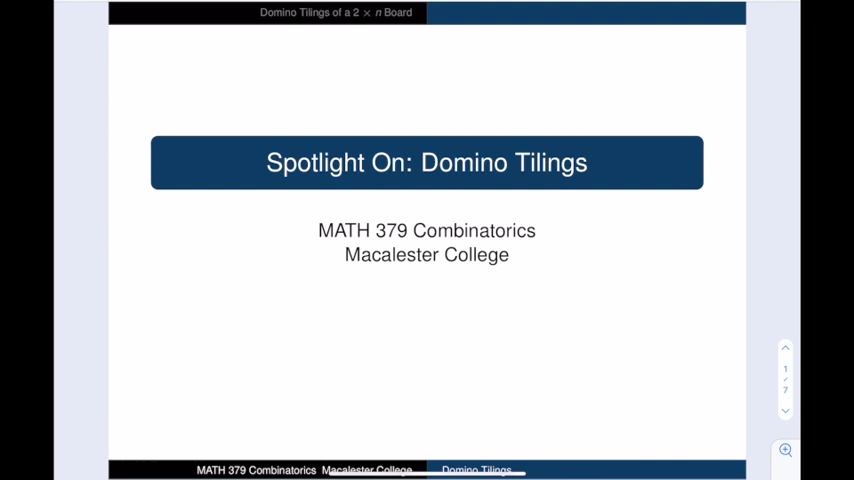 Domino Tilings of a 2 × n Board
Spotlight On: Domino Tilings
MATH 379 Combinatorics
Macalester College
1
/
7
MATH 379 Combinatorics Macalester College
Domino Tilings